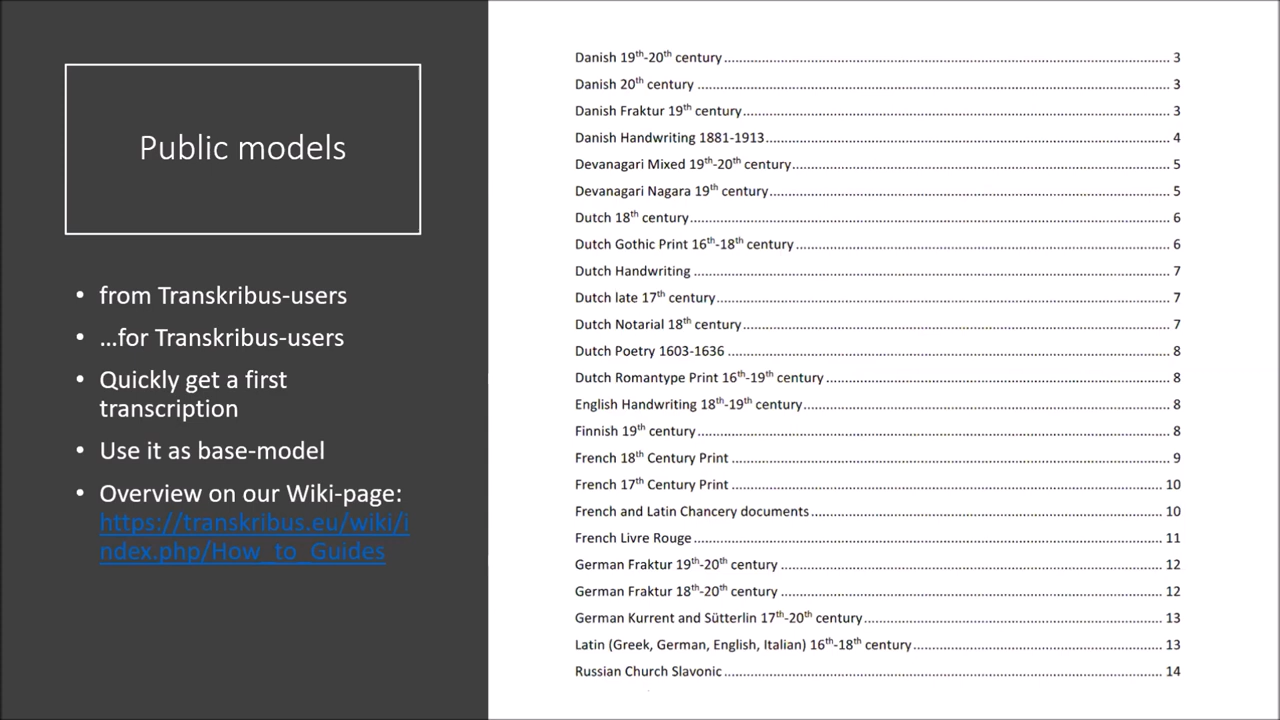 Public models
• from Transkribus-users
• …for Transkribus-users
• Quickly get a first
transcription
• Use it as base-model
• Overview on our Wiki-page:
https://transkribus.eu/wiki/i
ndex.php/How_to_Guides
Danish 19th-20th century 3
Danish 20th century 3
Danish Fraktur 19th century 3
Danish Handwriting 1881-1913 4
Devanagari Mixed 19th-20th century 5
Devanagari Nagara 19th century 5
Dutch 18th century 6
Dutch Gothic Print 16th-18th century 6
Dutch Handwriting 7
Dutch late 17th century 7
Dutch Notarial 18th century 7
Dutch Poetry 1603-1636 8
Dutch Romantype Print 16th-19th century 8
English Handwriting 18th-19th century 8
Finnish 19th century 8
French 18th Century Print 9
French 17th Century Print 10
French and Latin Chancery documents 10
French Livre Rouge 11
German Fraktur 19th-20th century 12
German Fraktur 18th-20th century 12
German Kurrent and Sütterlin 17th-20th century 13
Latin (Greek, German, English, Italian) 16th-18th century 13
Russian Church Slavonic 14